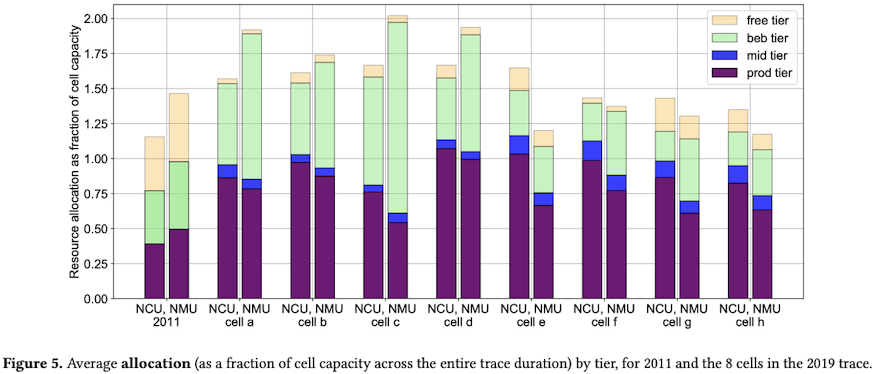 Resource allocation as fraction of cell capacity
2.00
1.75
1.50
1.25
1.00
0.75
0.50
0.25
0.00
free tier
beb tier
mid tier
prod tier
NCU, NMU NCU, NMU NCU, NMU NCU, NMU NCU, NMU NCU, NMU NCU, NMU NCU, NMU NCU, NMU
2011 cell a cell b cell c cell d cell e cell f cell g cell h
Figure 5. Average allocation (as a fraction of cell capacity across the entire trace duration) by tier, for 2011 and the 8 cells in the 2019 trace.